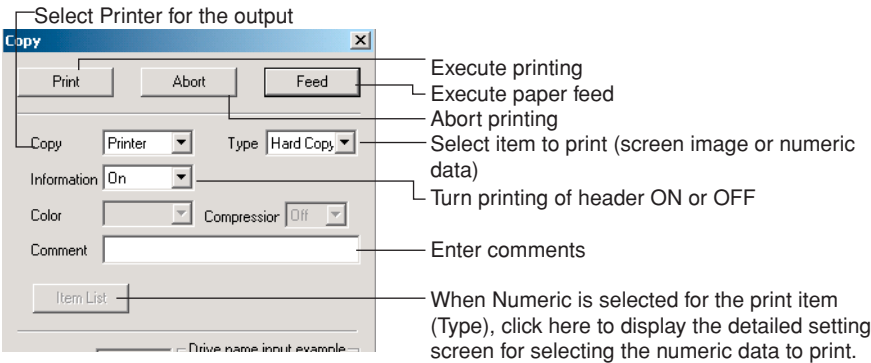 Select Printer for the output
Copy
Print Abort Feed
Execute printing
Execute paper feed
Abort printing
Copy Printer Type Hard Copy
Select item to print (screen image or numeric
data)
Information On
Turn printing of header ON or OFF
Color Compression Off
Comment
Enter comments
Item List
When Numeric is selected for the print item
(Type), click here to display the detailed setting
screen for selecting the numeric data to print.
Drive name input example